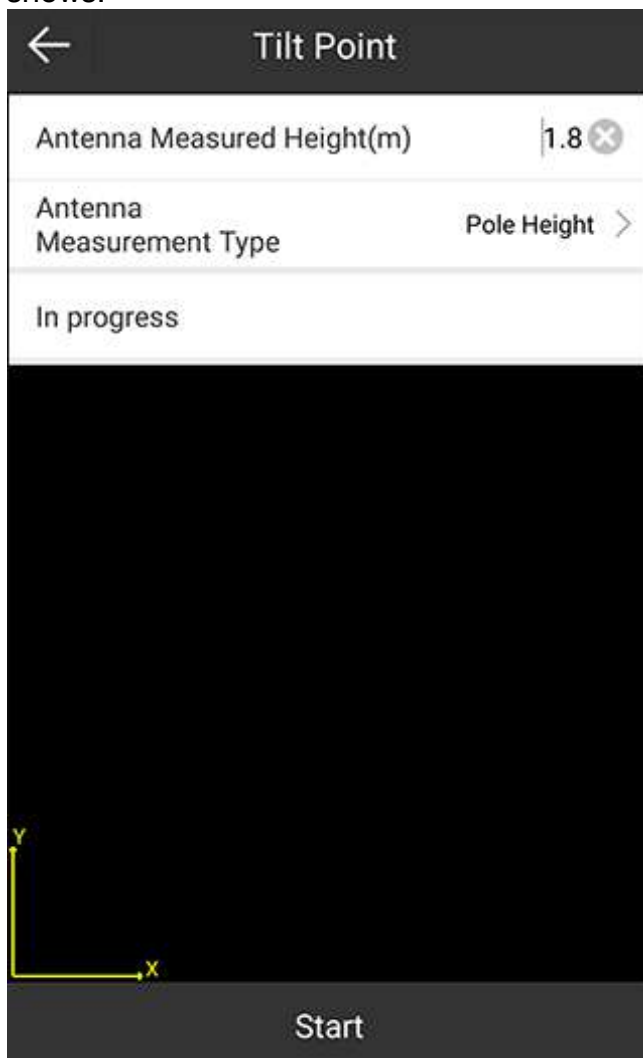 Tilt Point
Antenna Measured Height(m) 1.8
Antenna
Measurement Type
Pole Height
In progress
Y
X
Start